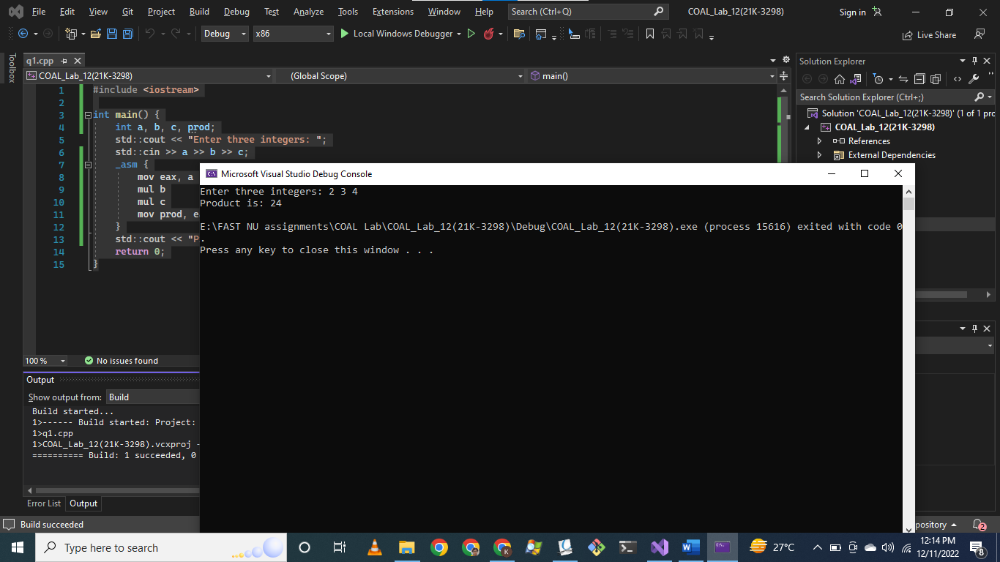 File Edit View Git Project Build Debug Test Analyze Tools Extensions Window Help Search (Ctrl+Q) COAL_Lab_12(21K-3298) Sign in
Debug x86 Local Windows Debugger Live Share
Toolbox
q1.cpp
COAL_Lab_12(21K-3298) (Global Scope) main()
1 #include <iostream>
2
3 int main() {
4 int a, b, c, prod;
5 std::cout << "Enter three integers: ";
6 std::cin >> a >> b >> c;
7 _asm {
8 mov eax, a
9 mul b
10 mul c
11 mov prod, e
12 }
13 std::cout << "P
14 return 0;
15 }
100 % No issues found
Output
Show output from: Build
Build started...
1>------ Build started: Project:
1>q1.cpp
1>COAL_Lab_12(21K-3298).vcxproj -
========== Build: 1 succeeded, 0
Error List Output
Build succeeded
Microsoft Visual Studio Debug Console
Enter three integers: 2 3 4
Product is: 24
E:\FAST NU assignments\COAL Lab\COAL_Lab_12(21K-3298)\Debug\COAL_Lab_12(21K-3298).exe (process 15616) exited with code 0
.
Press any key to close this window . . .
Solution Explorer
Search Solution Explorer (Ctrl+;)
Solution 'COAL_Lab_12(21K-3298)' (1 of 1 pro
COAL_Lab_12(21K-3298)
References
External Dependencies
pository 2
Type here to search
27°C
12:14 PM
12/11/2022
8